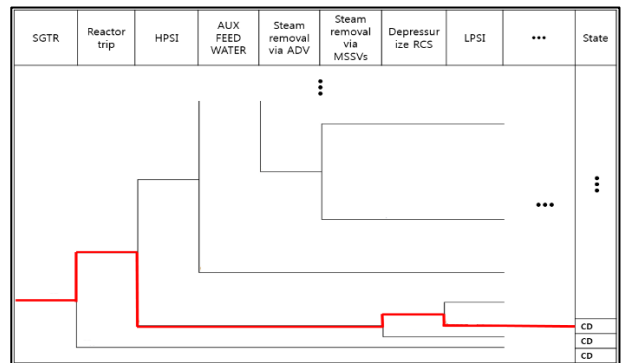 SGTR
Reactor
trip
HPSI
AUX
FEED
WATER
Steam
removal
via ADV
Steam
removal
via
MSSVs
Depressur
ize RCS
LPSI
•••
State
CD
CD
CD